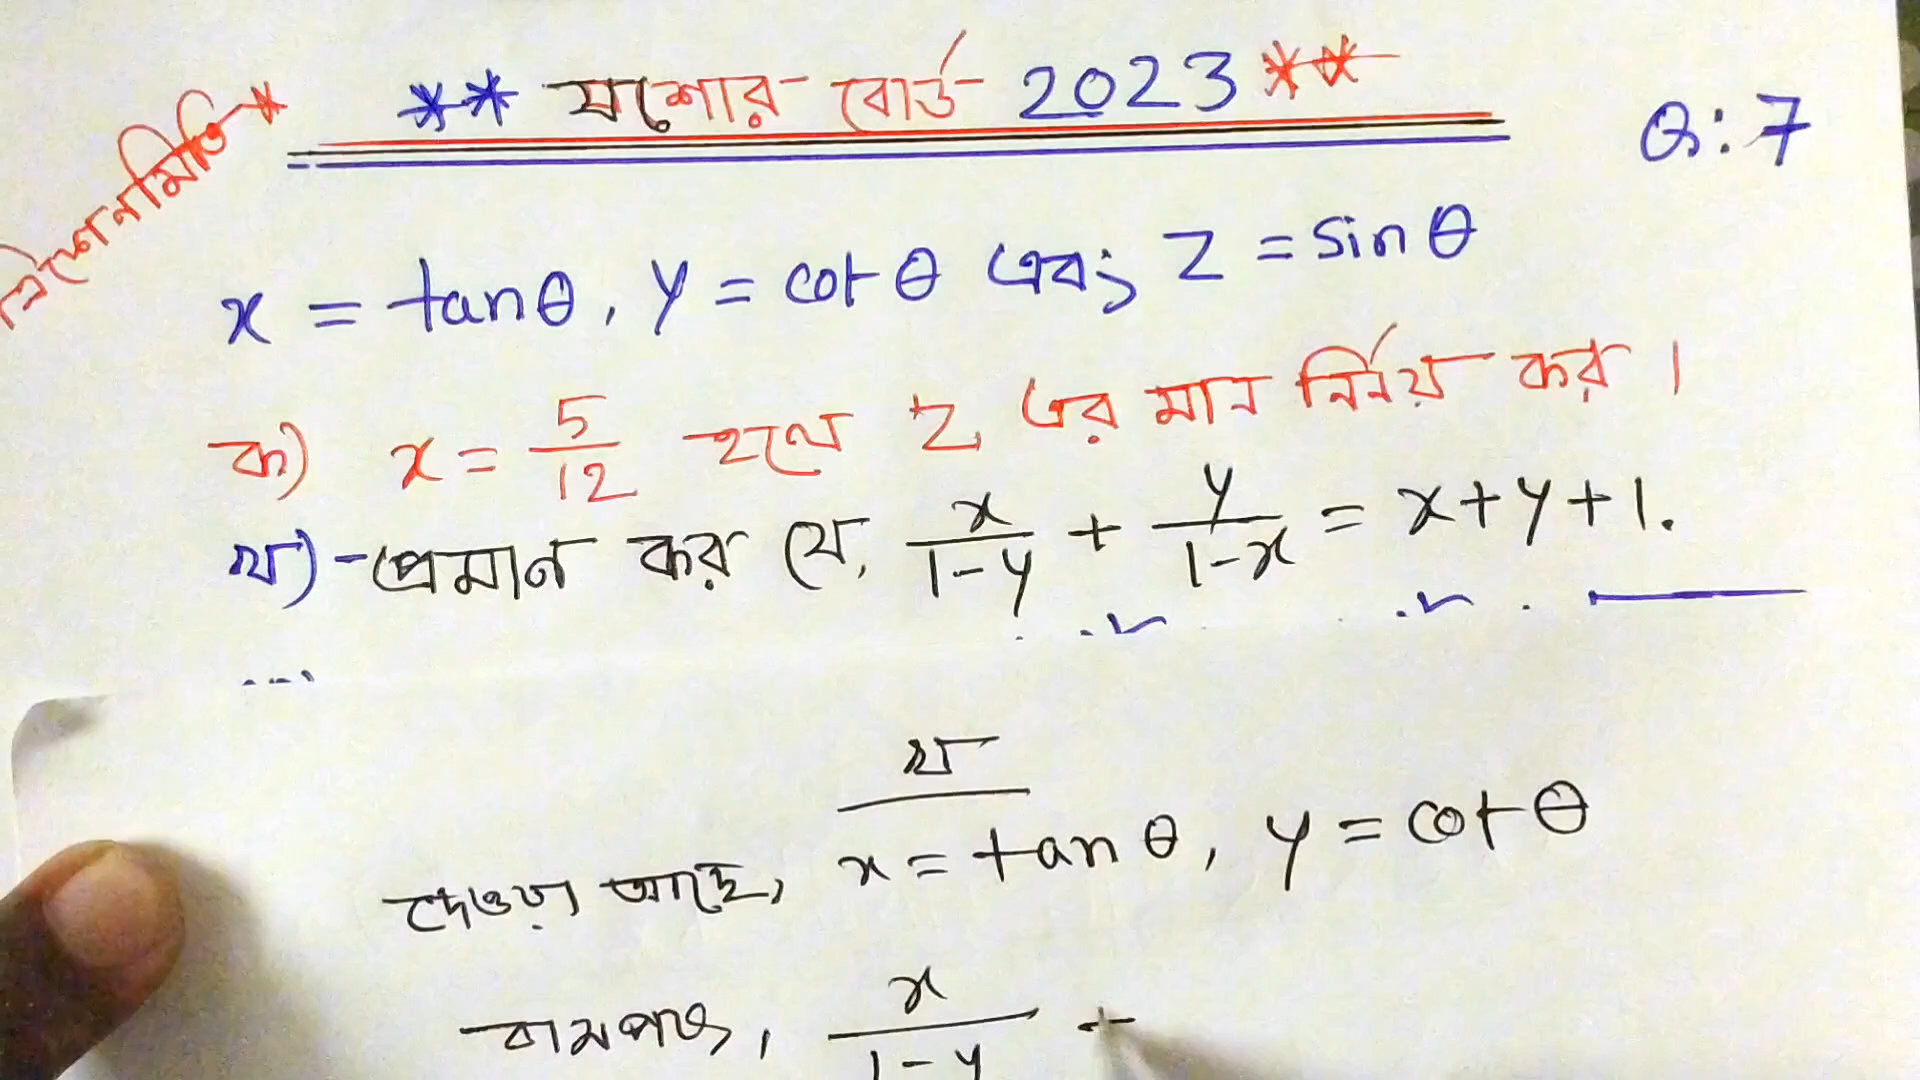 ** যশোর বোর্ড 2023 **
Q: 7
ত্রিকোণমিতি *
x = tanθ, y = cotθ এবং z = sinθ
ক) x = 5/12 হলে z এর মান নির্নয় কর।
খ) প্রমান কর যে, x/(1-y) + y/(1-x) = x+y+1.
...
খ
দেওয়া আছে, x = tanθ, y = cotθ
বামপক্ষ, x/(1-y) +